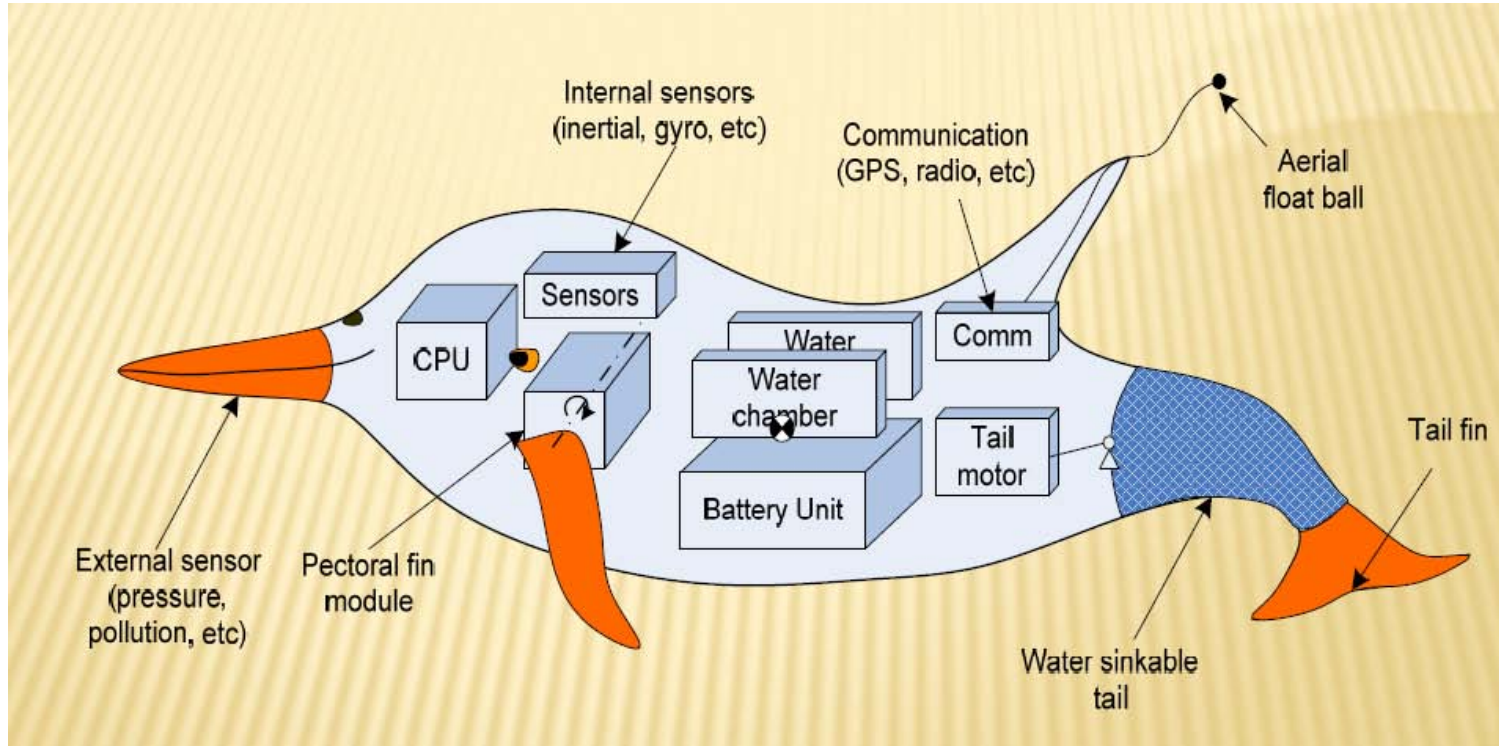 Internal sensors
(inertial, gyro, etc)
Communication
(GPS, radio, etc)
Aerial
float ball
Sensors
CPU
Water
Comm
Water
chamber
Tail
motor
Battery Unit
Tail fin
External sensor
(pressure,
pollution, etc)
Pectoral fin
module
Water sinkable
tail